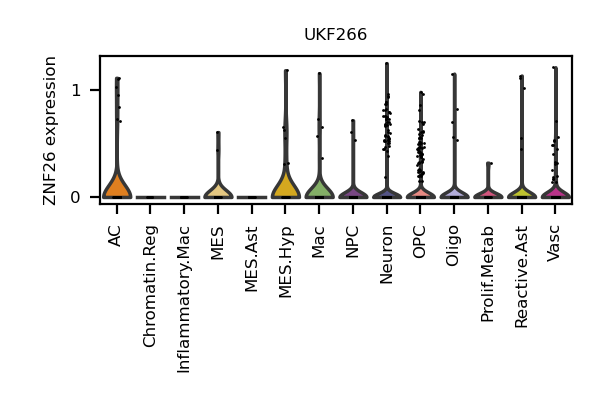 UKF266
ZNF26 expression
1
0
AC
Chromatin.Reg
Inflammatory.Mac
MES
MES.Ast
MES.Hyp
Mac
NPC
Neuron
OPC
Oligo
Prolif.Metab
Reactive.Ast
Vasc